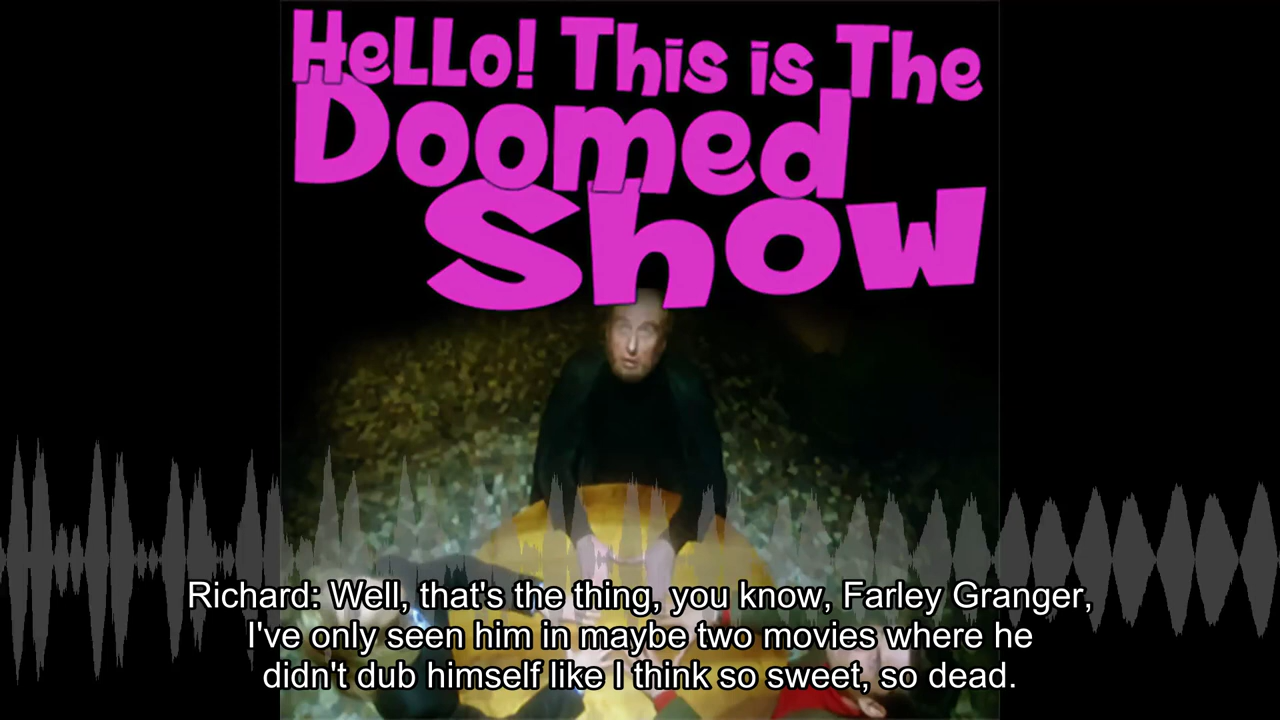 HeLLo! This is The
Doomed
Show
Richard: Well, that's the thing, you know, Farley Granger,
I've only seen him in maybe two movies where he
didn't dub himself like I think so sweet, so dead.